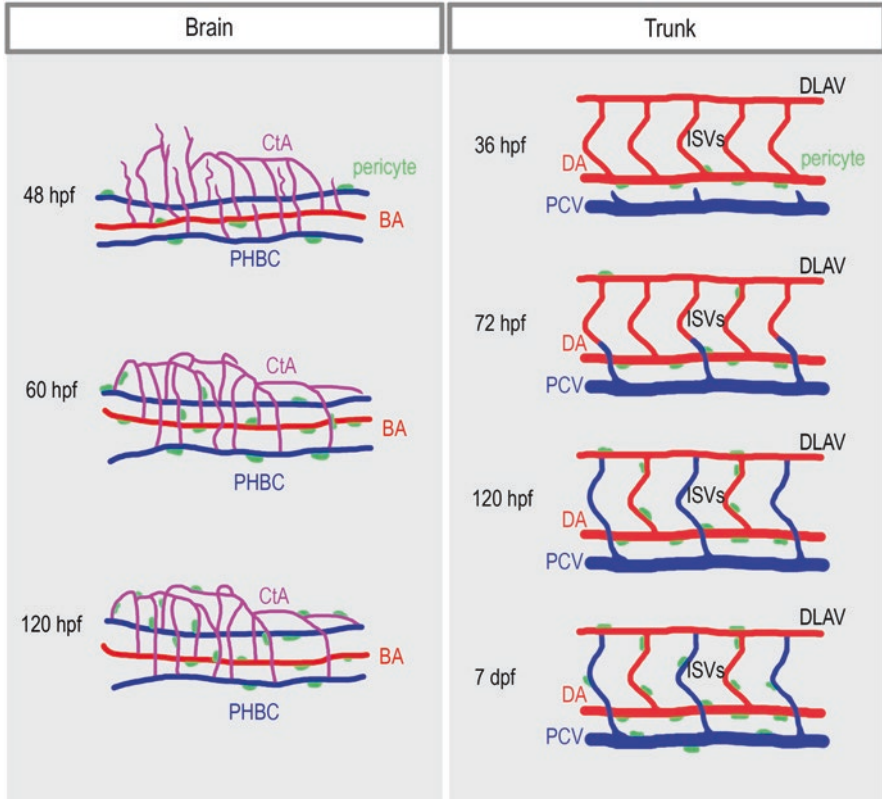 Brain
CtA
pericyte
48 hpf
BA
PHBC
CtA
60 hpf
BA
PHBC
CtA
120 hpf
BA
PHBC
Trunk
DLAV
36 hpf
ISVs
DA
pericyte
PCV
DLAV
72 hpf
ISVs
DA
PCV
DLAV
120 hpf
ISVs
DA
PCV
DLAV
7 dpf
ISVs
DA
PCV